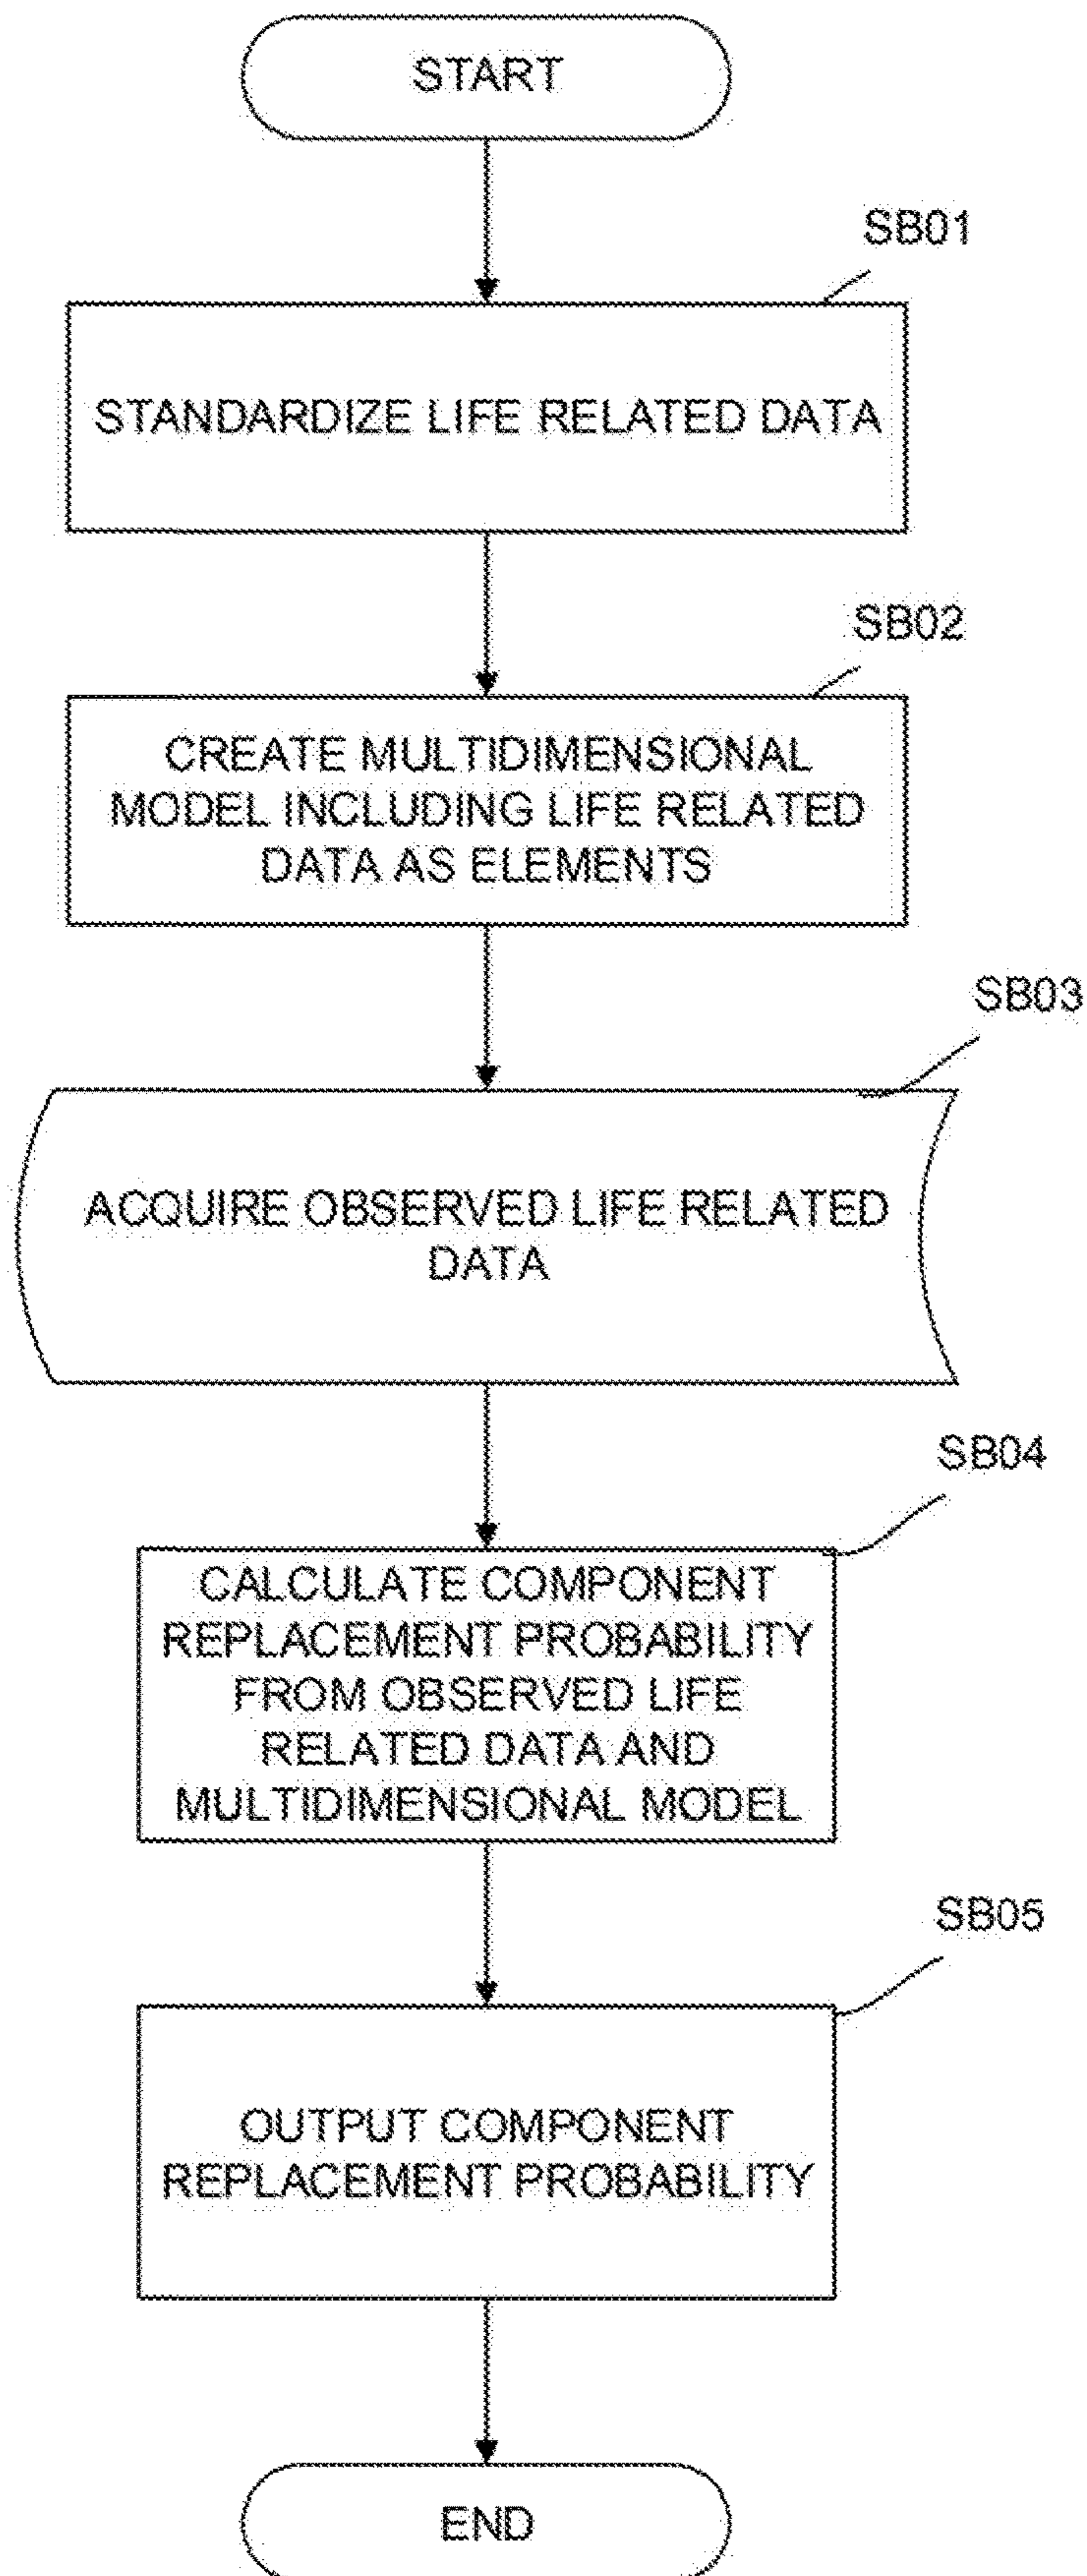 START
SB01
STANDARDIZE LIFE RELATED DATA
SB02
CREATE MULTIDIMENSIONAL
MODEL INCLUDING LIFE RELATED
DATA AS ELEMENTS
SB03
ACQUIRE OBSERVED LIFE RELATED
DATA
SB04
CALCULATE COMPONENT
REPLACEMENT PROBABILITY
FROM OBSERVED LIFE
RELATED DATA AND
MULTIDIMENSIONAL MODEL
SB05
OUTPUT COMPONENT
REPLACEMENT PROBABILITY
END